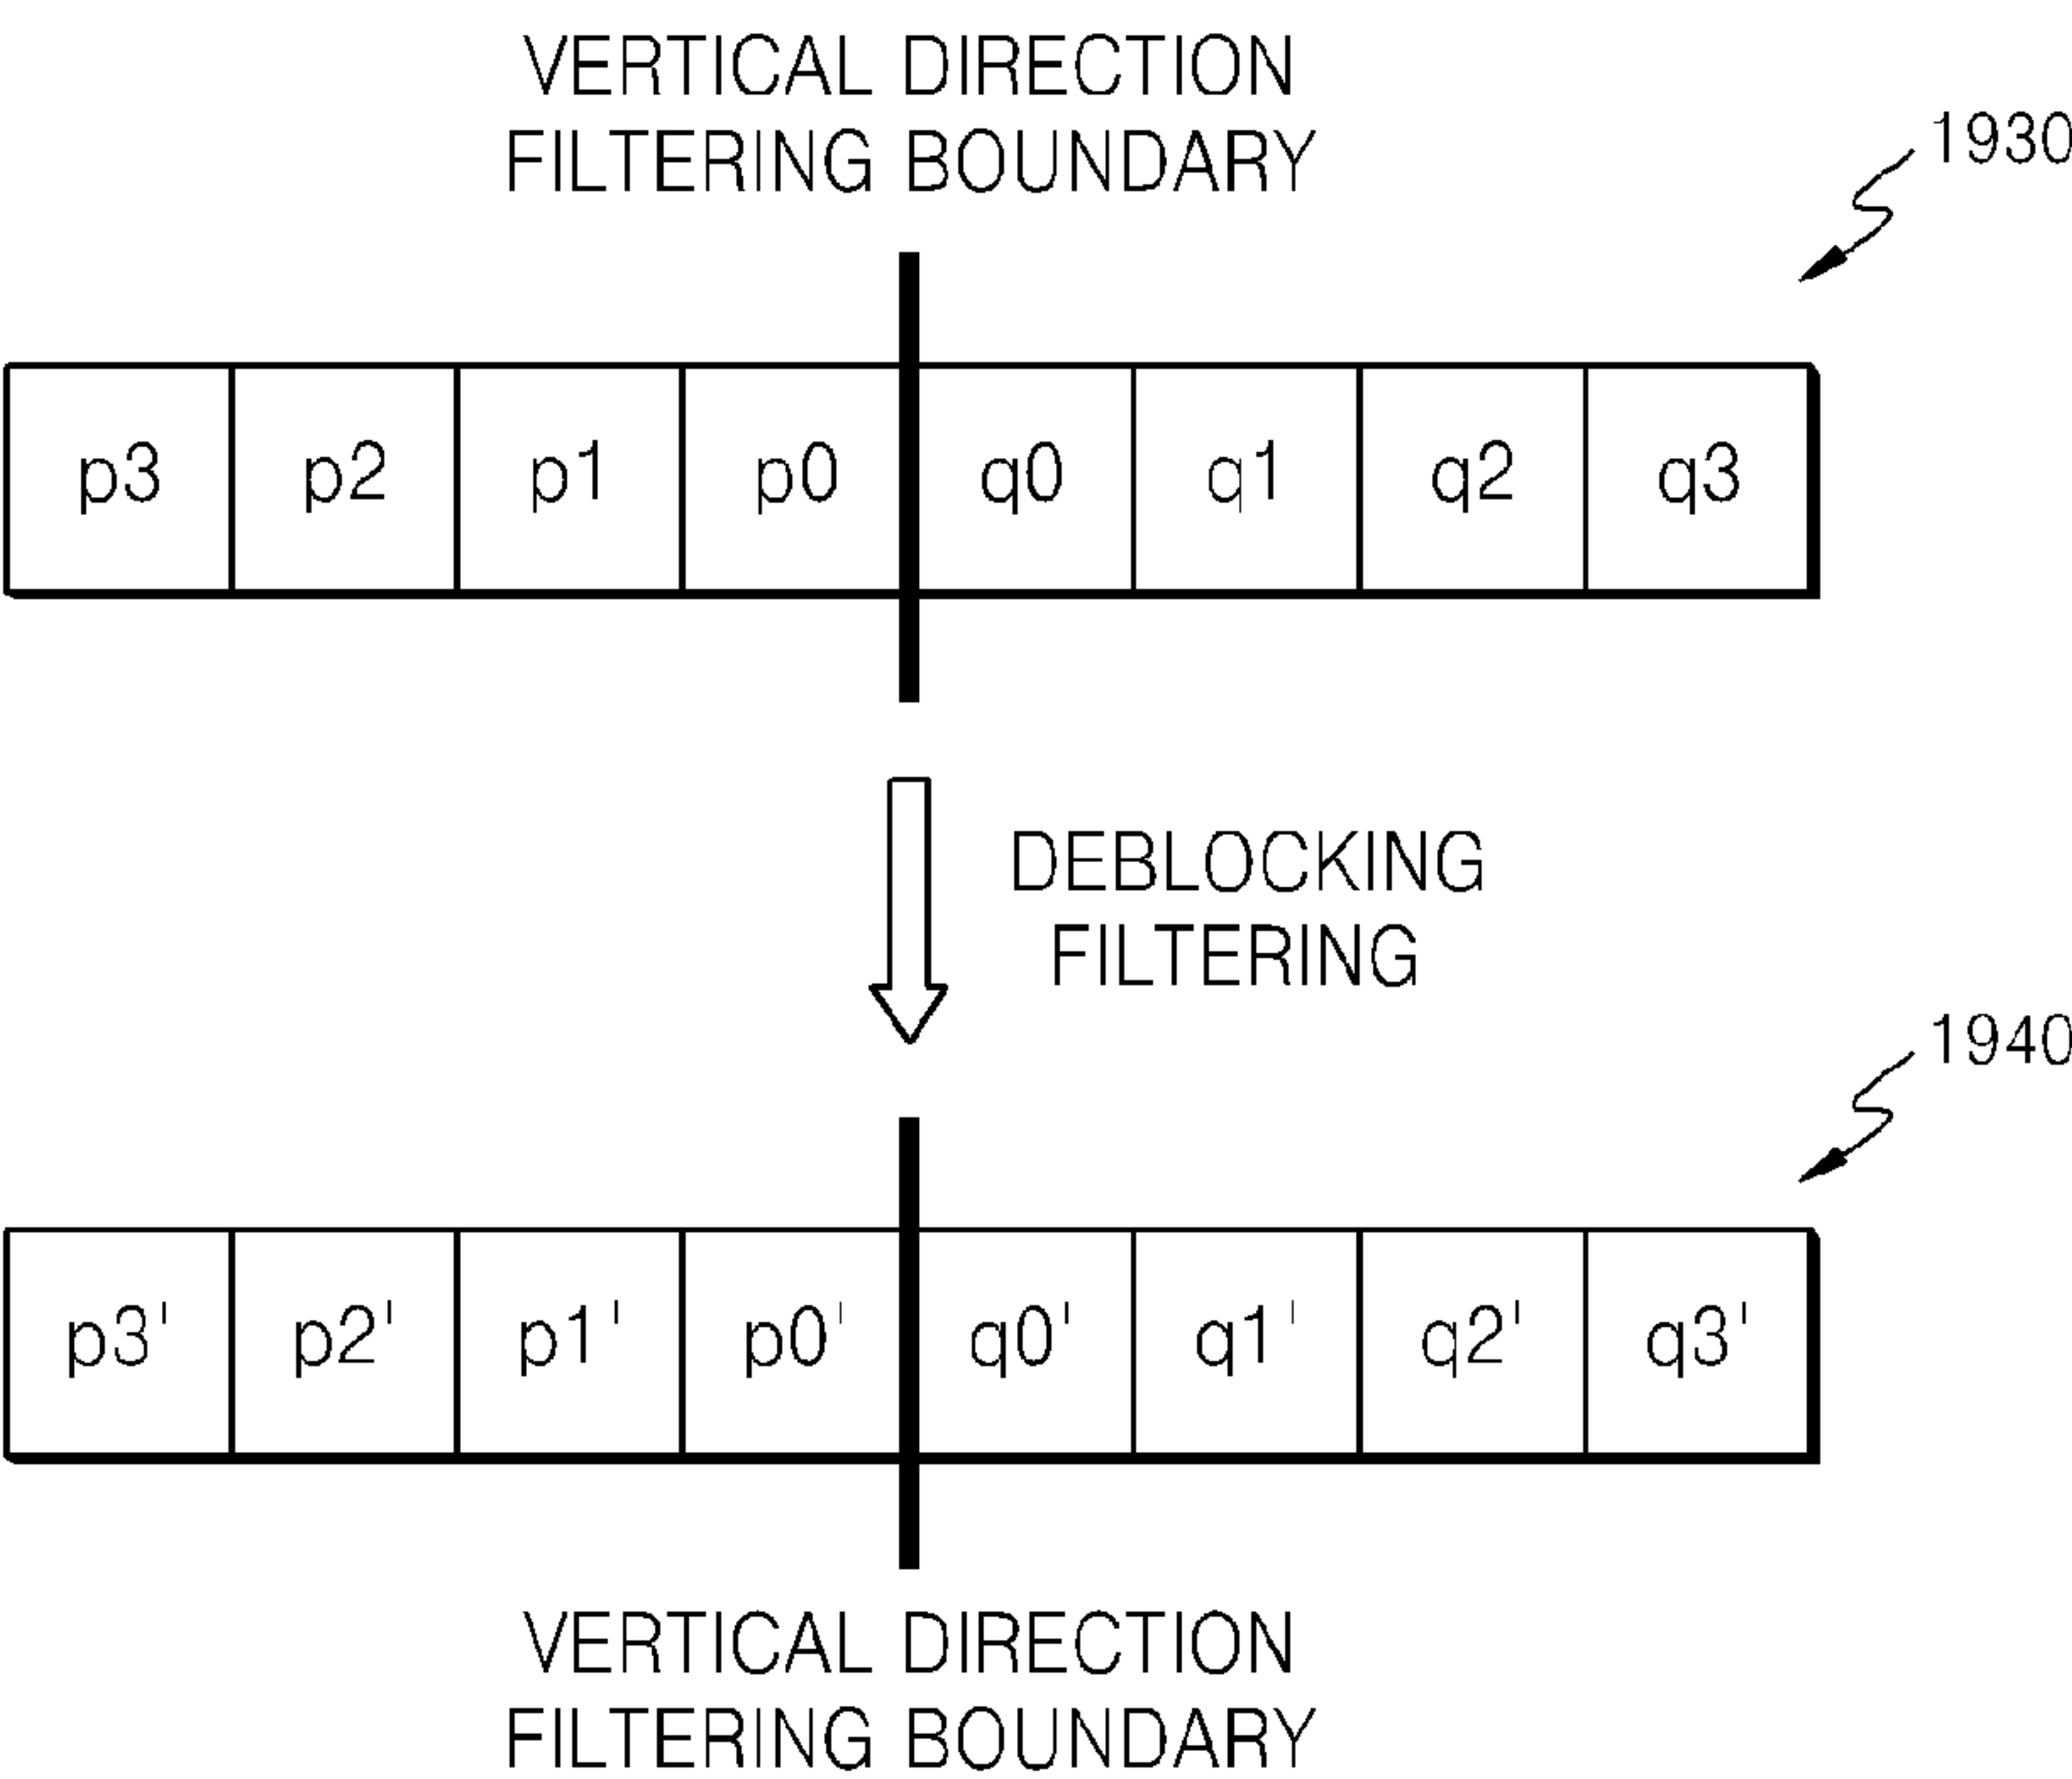 VERTICAL DIRECTION
FILTERING BOUNDARY
1930
p3 p2 p1 p0 q0 q1 q2 q3
DEBLOCKING
FILTERING
1940
p3' p2' p1' p0' q0' q1' q2' q3'
VERTICAL DIRECTION
FILTERING BOUNDARY